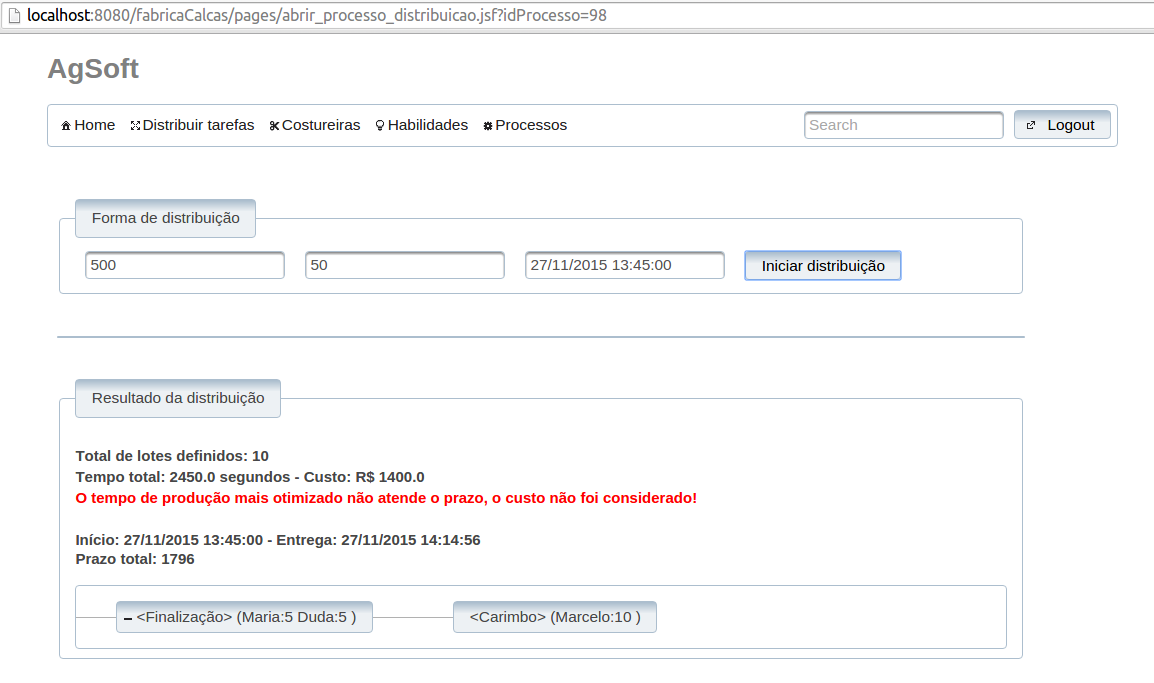 localhost:8080/fabricaCalcas/pages/abrir_processo_distribuicao.jsf?idProcesso=98
AgSoft
Home Distribuir tarefas Costureiras Habilidades Processos Search Logout
Forma de distribuição
500 50 27/11/2015 13:45:00 Iniciar distribuição
Resultado da distribuição
Total de lotes definidos: 10
Tempo total: 2450.0 segundos - Custo: R$ 1400.0
O tempo de produção mais otimizado não atende o prazo, o custo não foi considerado!
Início: 27/11/2015 13:45:00 - Entrega: 27/11/2015 14:14:56
Prazo total: 1796
<Finalização> (Maria:5 Duda:5 ) <Carimbo> (Marcelo:10 )